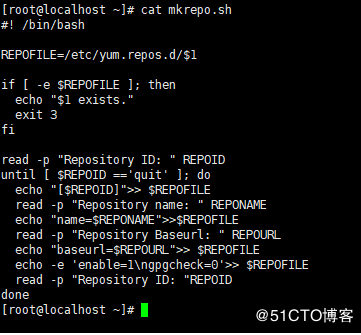 [root@localhost ~]# cat mkrepo.sh
#! /bin/bash

REPOFILE=/etc/yum.repos.d/$1

if [ -e $REPOFILE ]; then
  echo "$1 exists."
  exit 3
fi

read -p "Repository ID: " REPOID
until [ $REPOID =='quit' ]; do
  echo "[$REPOID]">> $REPOFILE
  read -p "Repository name: " REPONAME
  echo "name=$REPONAME">>$REPOFILE
  read -p "Repository Baseurl: " REPOURL
  echo "baseurl=$REPOURL">> $REPOFILE
  echo -e 'enable=1\ngpgcheck=0'>> $REPOFILE
  read -p "Repository ID: "REPOID
done
[root@localhost ~]#
@51CTO博客